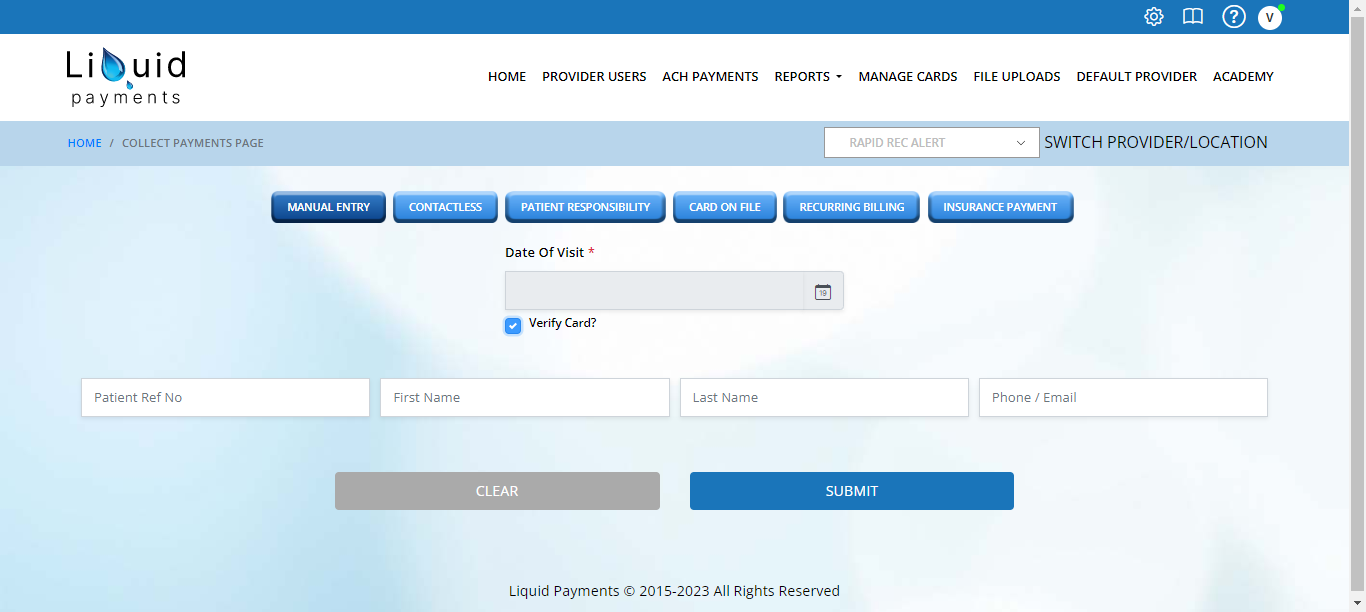 V
Liquid
payments
HOME PROVIDER USERS ACH PAYMENTS REPORTS MANAGE CARDS FILE UPLOADS DEFAULT PROVIDER ACADEMY
HOME / COLLECT PAYMENTS PAGE RAPID REC ALERT SWITCH PROVIDER/LOCATION
MANUAL ENTRY CONTACTLESS PATIENT RESPONSIBILITY CARD ON FILE RECURRING BILLING INSURANCE PAYMENT
Date Of Visit *
19
Verify Card?
Patient Ref No First Name Last Name Phone / Email
CLEAR SUBMIT
Liquid Payments © 2015-2023 All Rights Reserved